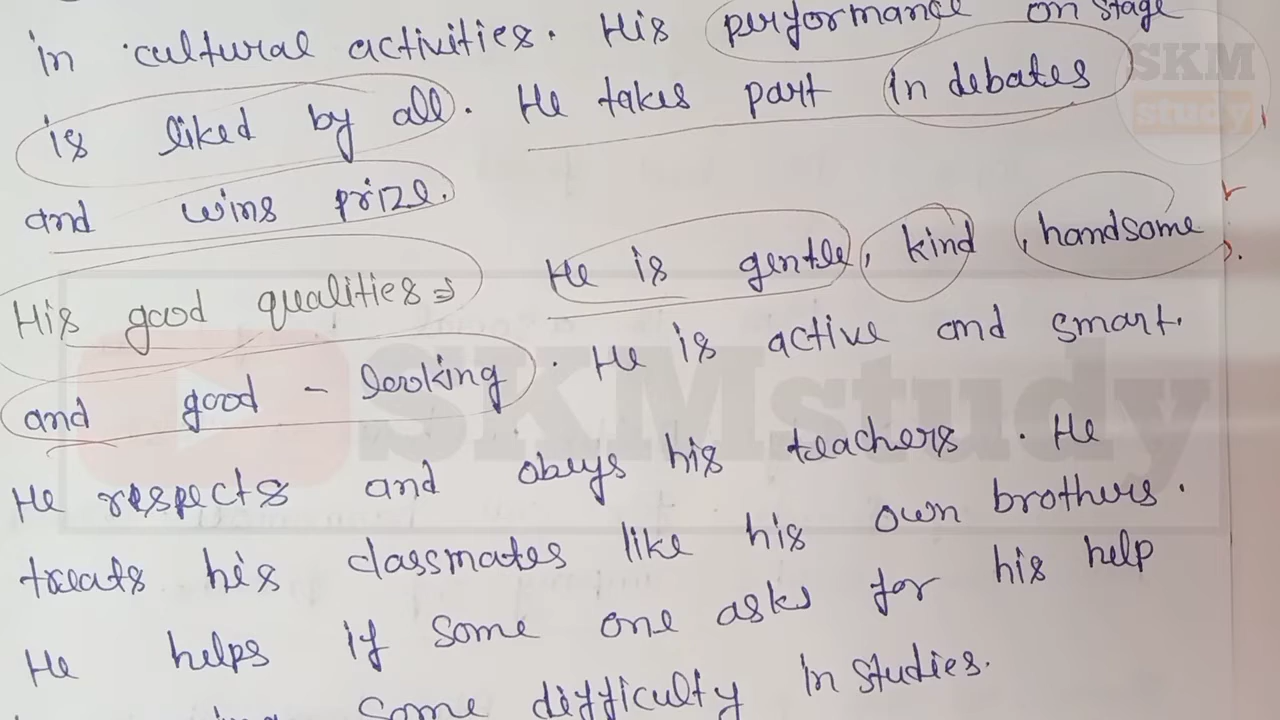 in cultural activities. His performance on stage
is liked by all. He takes part in debates
and wins prize.
His good qualities⇒ He is gentle, kind, handsome
and good - looking. He is active and smart.
He respects and obeys his teachers. He
treats his classmates like his own brothers.
He helps if some one asks for his help
some difficulty in studies.
SKM
study
SKMstudy